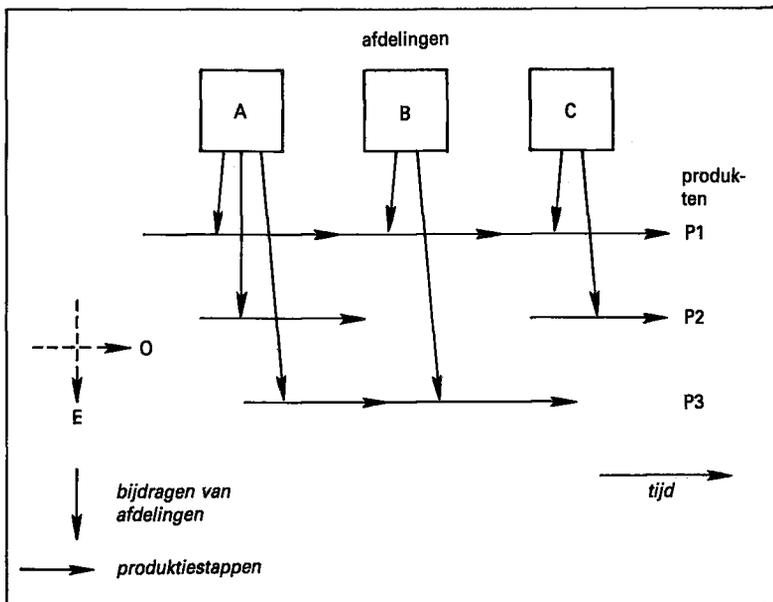 afdelingen
A
B
C
produk-
ten
P1
P2
O
E
P3
tijd
bijdragen van
afdelingen
produktiestappen